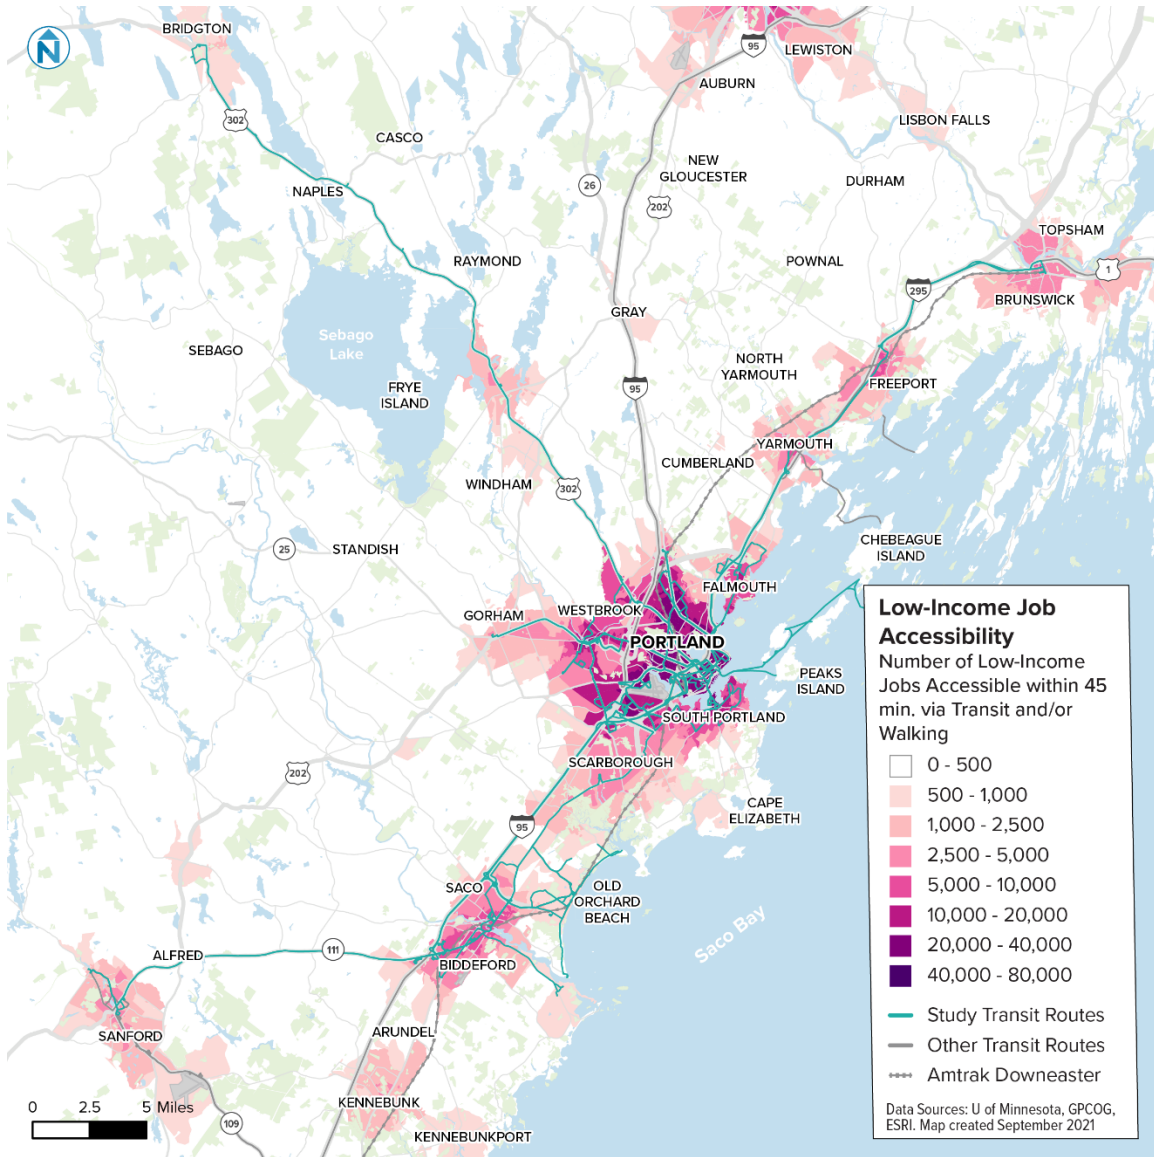 BRIDGTON
N
95
LEWISTON
AUBURN
302
LISBON FALLS
CASCO
NEW
GLOUCESTER
26
DURHAM
NAPLES
202
TOPSHAM
RAYMOND
POWNAL
1
295
BRUNSWICK
GRAY
Sebago
Lake
SEBAGO
NORTH
YARMOUTH
FREEPORT
95
FRYE
ISLAND
YARMOUTH
CUMBERLAND
WINDHAM
302
CHEBEAGUE
ISLAND
25
STANDISH
FALMOUTH
GORHAM
WESTBROOK
PORTLAND
PEAKS
ISLAND
SOUTH PORTLAND
SCARBOROUGH
202
CAPE
ELIZABETH
95
SACO
OLD
ORCHARD
BEACH
Saco Bay
ALFRED
111
BIDDEFORD
SANFORD
ARUNDEL
KENNEBUNK
109
KENNEBUNKPORT
0 2.5 5 Miles
Low-Income Job
Accessibility
Number of Low-Income
Jobs Accessible within 45
min. via Transit and/or
Walking
0 - 500
500 - 1,000
1,000 - 2,500
2,500 - 5,000
5,000 - 10,000
10,000 - 20,000
20,000 - 40,000
40,000 - 80,000
Study Transit Routes
Other Transit Routes
Amtrak Downeaster
Data Sources: U of Minnesota, GPCOG,
ESRI. Map created September 2021